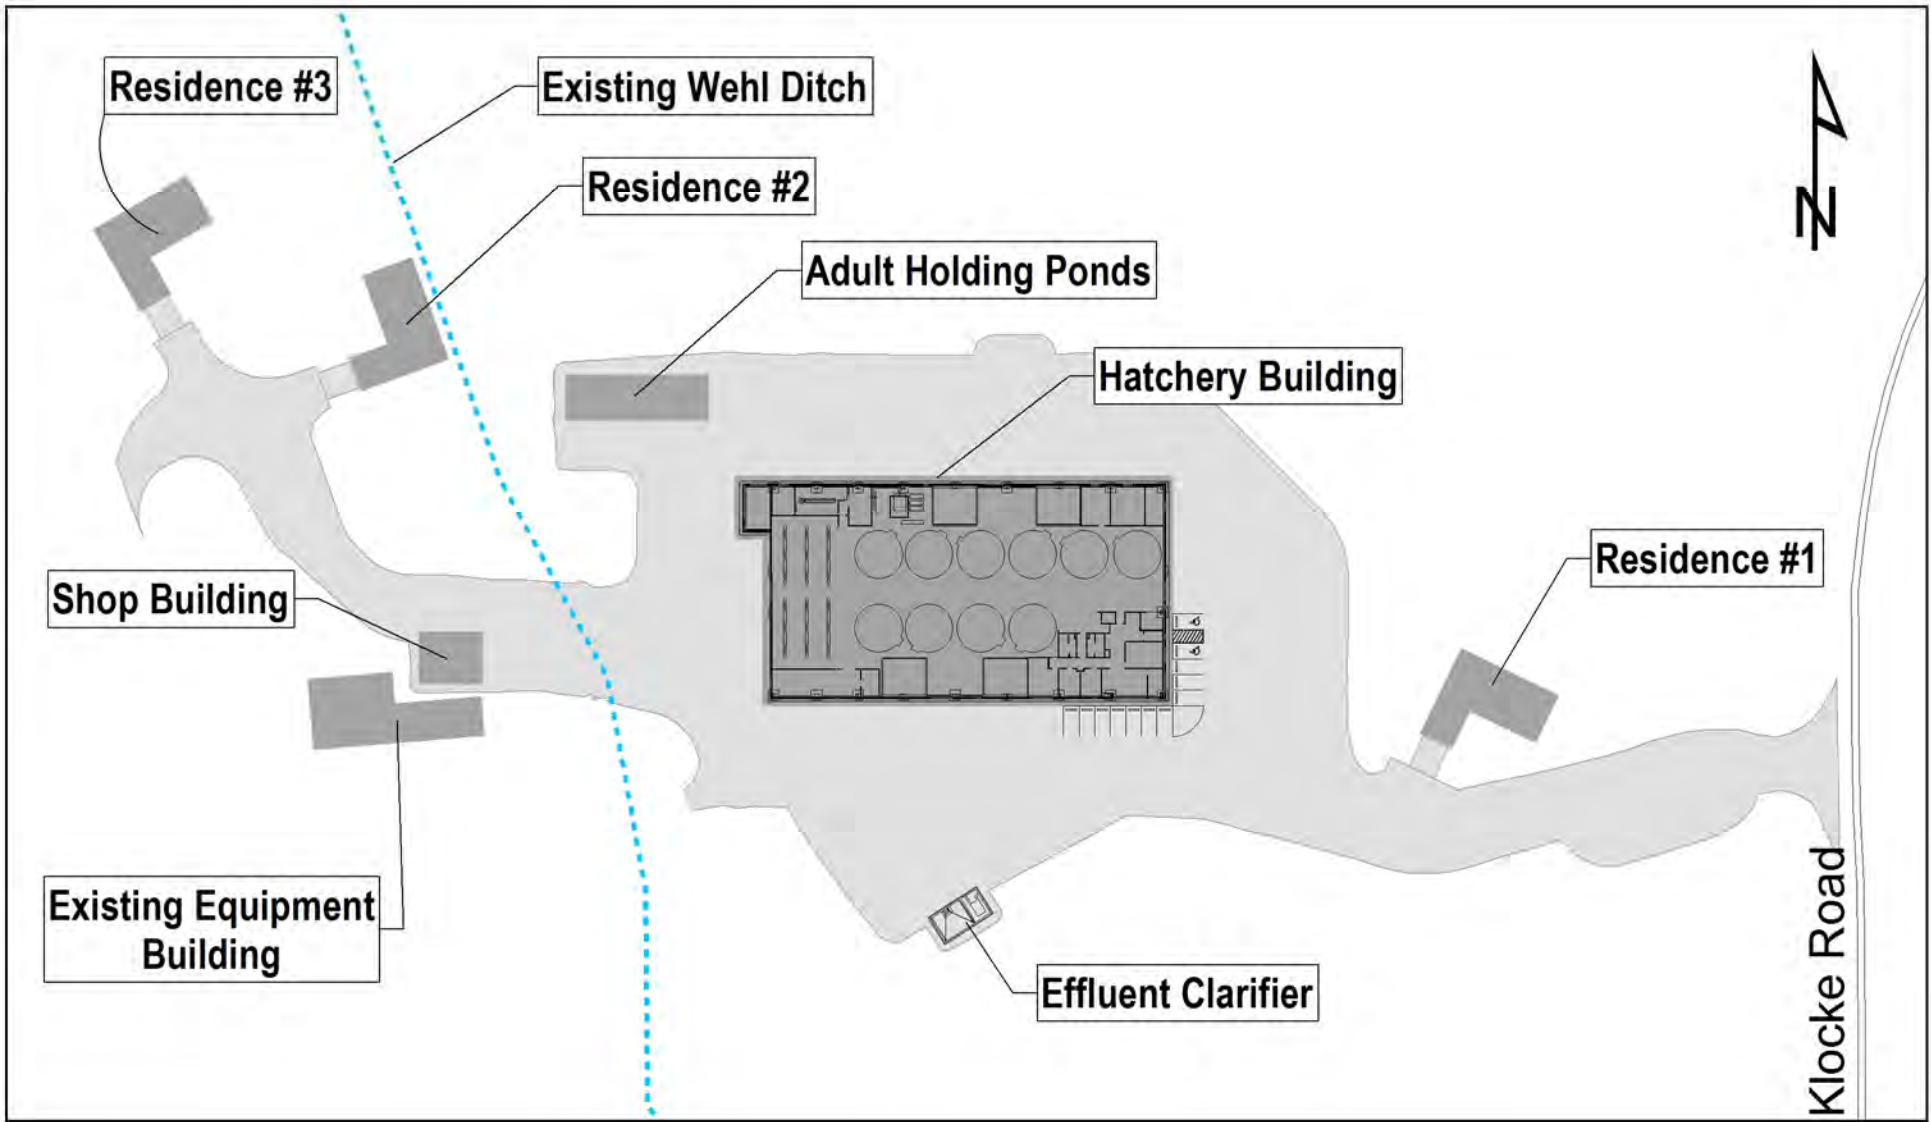 Residence #3
Existing Wehl Ditch
Residence #2
Adult Holding Ponds
N
Hatchery Building
Residence #1
Shop Building
Existing Equipment
Building
Effluent Clarifier
Klocke Road